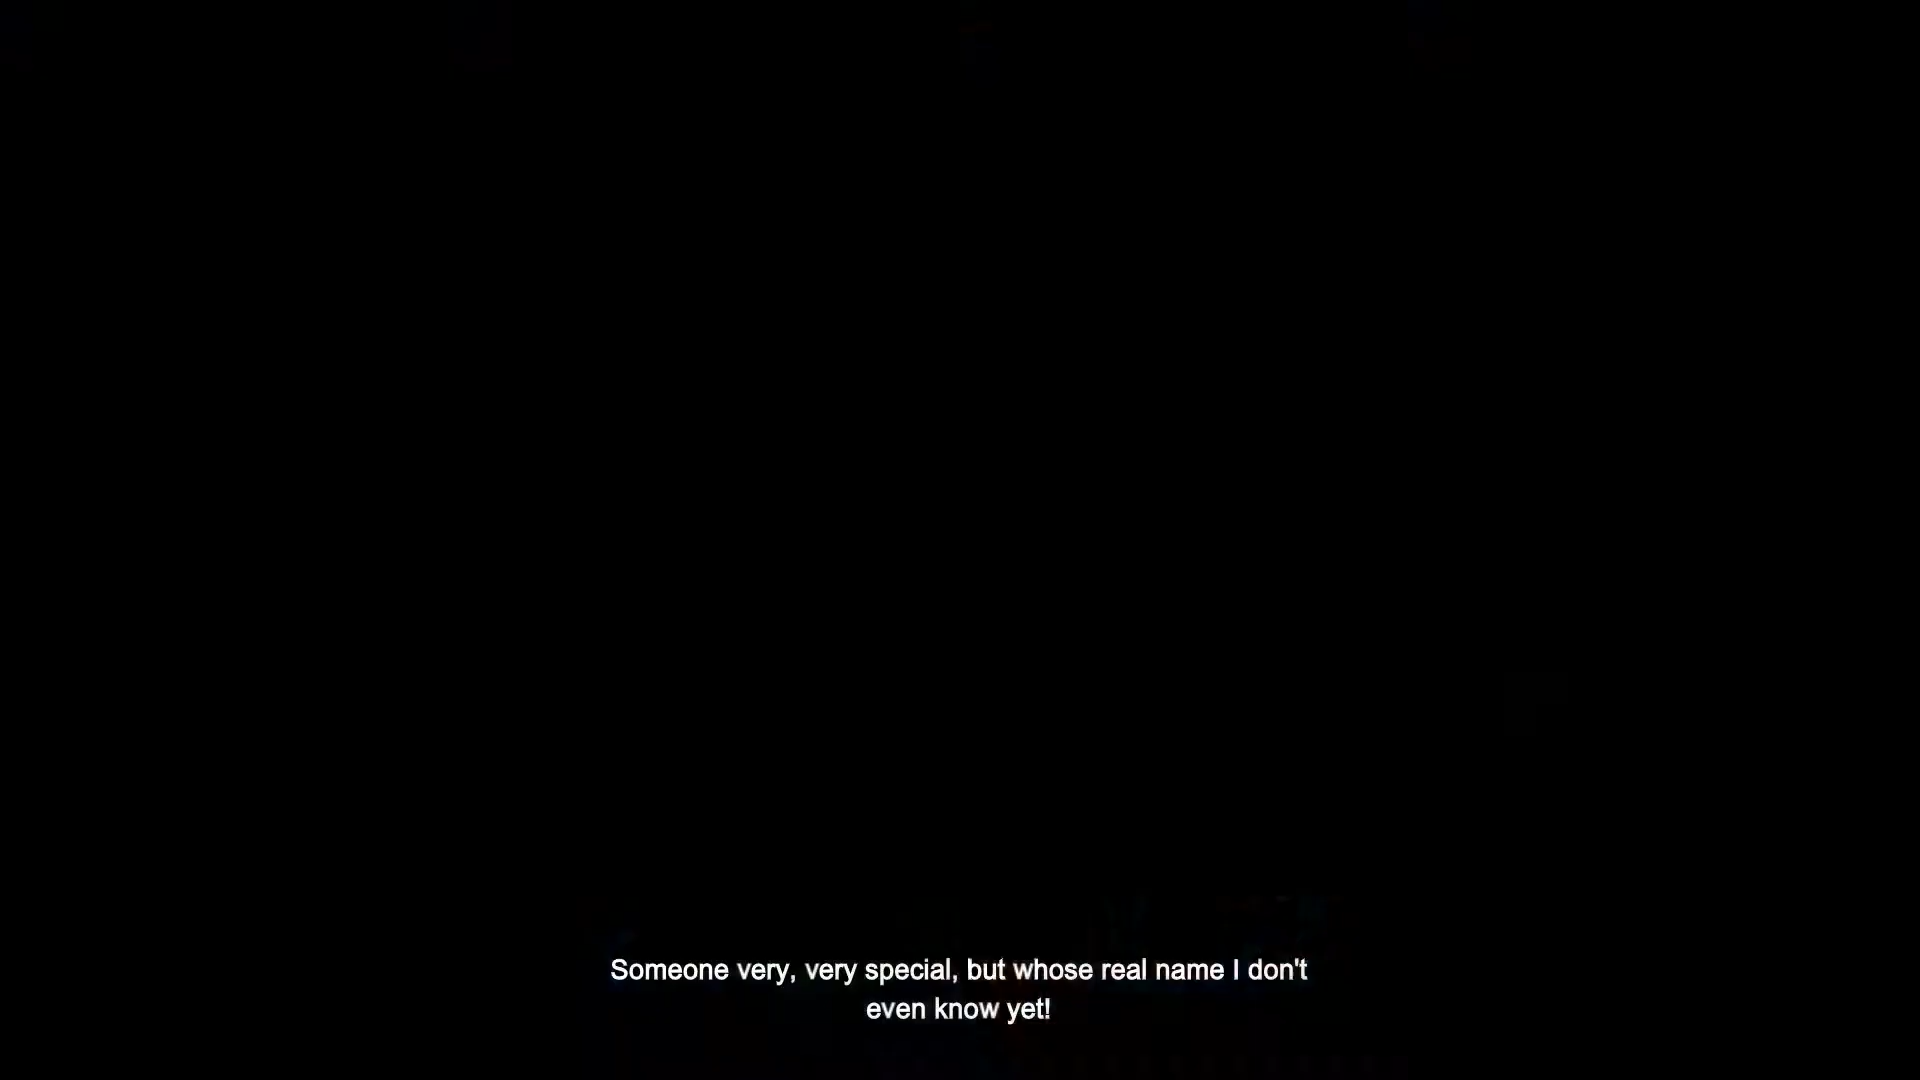 Someone very, very special, but whose real name I don't
even know yet!